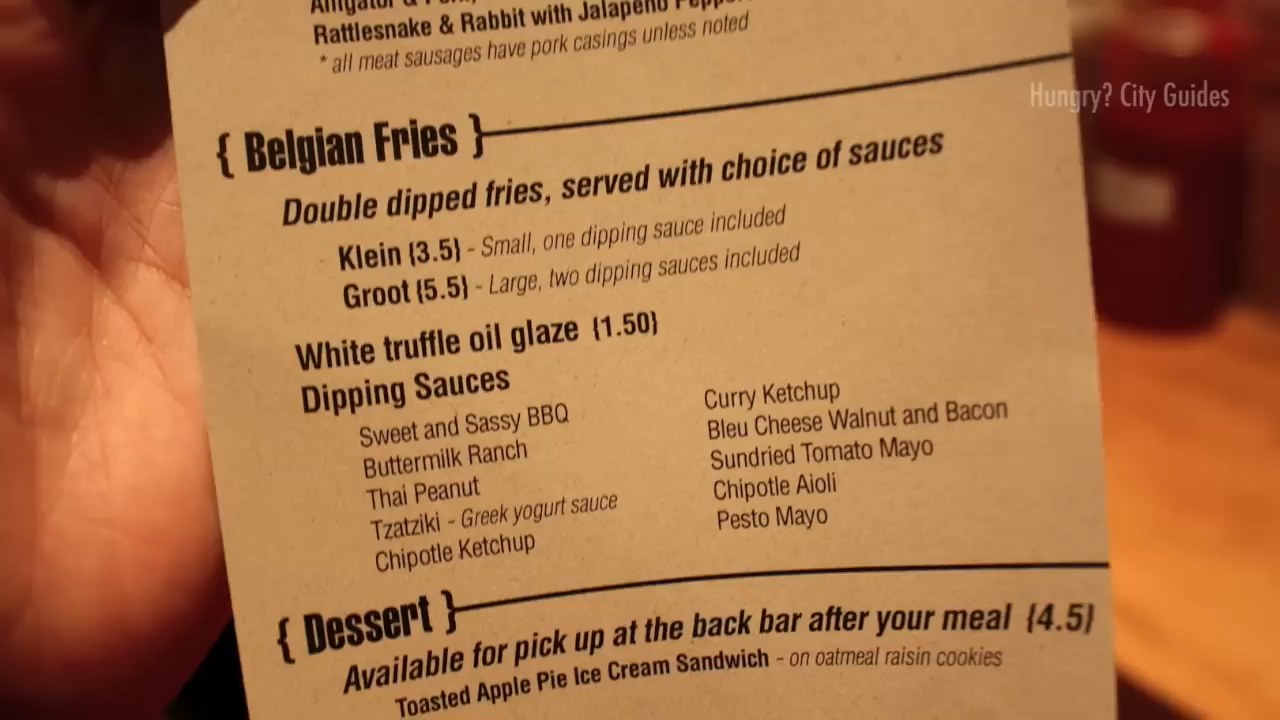 Alligator & Pork,
Rattlesnake & Rabbit with Jalapeno
* all meat sausages have pork casings unless noted
Hungry? City Guides
{ Belgian Fries }
Double dipped fries, served with choice of sauces
Klein {3.5} - Small, one dipping sauce included
Groot {5.5} - Large, two dipping sauces included
White truffle oil glaze {1.50}
Dipping Sauces
Sweet and Sassy BBQ
Buttermilk Ranch
Thai Peanut
Tzatziki - Greek yogurt sauce
Chipotle Ketchup
Curry Ketchup
Bleu Cheese Walnut and Bacon
Sundried Tomato Mayo
Chipotle Aioli
Pesto Mayo
{ Dessert }
Available for pick up at the back bar after your meal {4.5}
Toasted Apple Pie Ice Cream Sandwich - on oatmeal raisin cookies